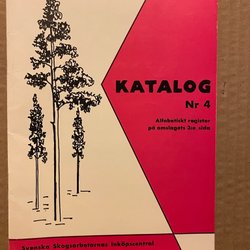 KATALOG
Nr 4
Alfabetiskt register
på omslagets 3:e sida
Svenska Skogsarbetarnas Inköpscentral